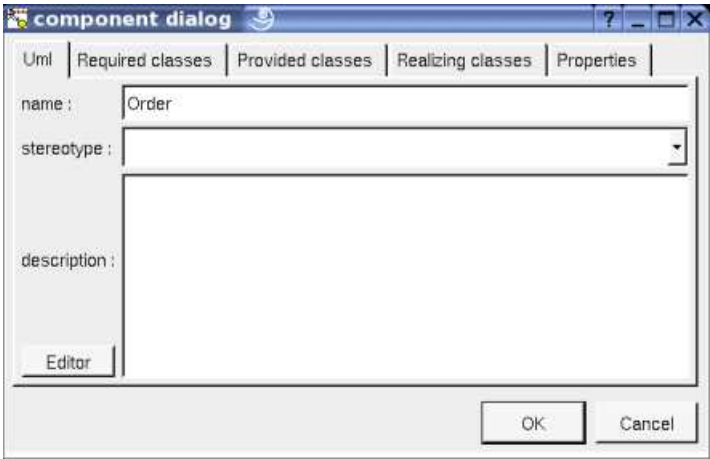 component dialog ?
Uml Required classes Provided classes Realizing classes Properties
name : Order
stereotype :
description :
Editor
OK Cancel